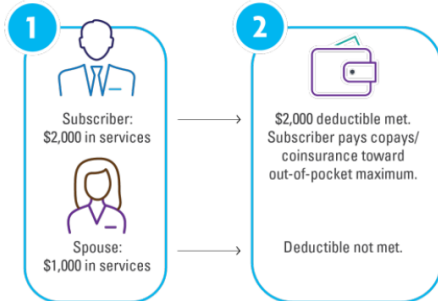 1
Subscriber:
$2,000 in services
Spouse:
$1,000 in services
2
$2,000 deductible met.
Subscriber pays copays/
coinsurance toward
out-of-pocket maximum.
Deductible not met.